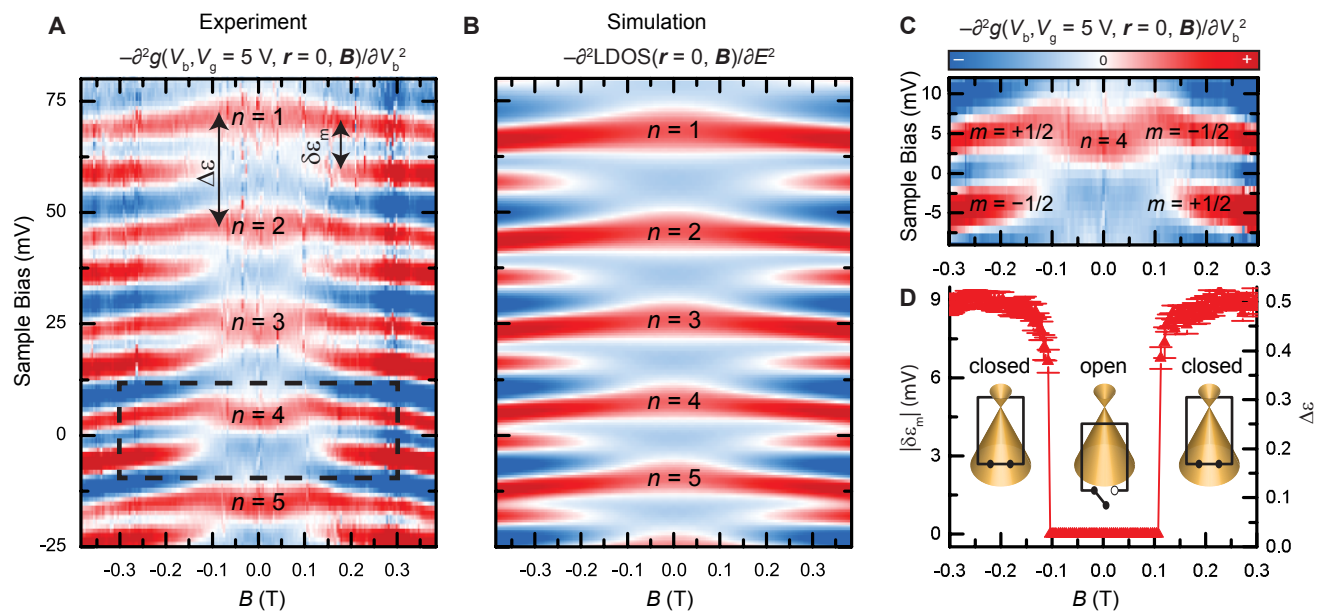 A
Experiment
–∂²g(V_b,V_g = 5 V, r = 0, B)/∂V_b²
Sample Bias (mV)
75
50
25
0
-25
n = 1
n = 2
n = 3
n = 4
n = 5
Δε
δε_m
-0.3 -0.2 -0.1 0.0 0.1 0.2 0.3
B (T)
B
Simulation
–∂²LDOS(r = 0, B)/∂E²
n = 1
n = 2
n = 3
n = 4
n = 5
-0.3 -0.2 -0.1 0.0 0.1 0.2 0.3
B (T)
C
–∂²g(V_b,V_g = 5 V, r = 0, B)/∂V_b²
– 0 +
Sample Bias (mV)
10
5
0
-5
m = +1/2 n = 4 m = –1/2
m = –1/2 m = +1/2
-0.3 -0.2 -0.1 0.0 0.1 0.2 0.3
D
|δε_m| (mV)
9
6
3
0
closed open closed
0.5
0.4
0.3
0.2
0.1
0.0
Δε
-0.3 -0.2 -0.1 0.0 0.1 0.2 0.3
B (T)